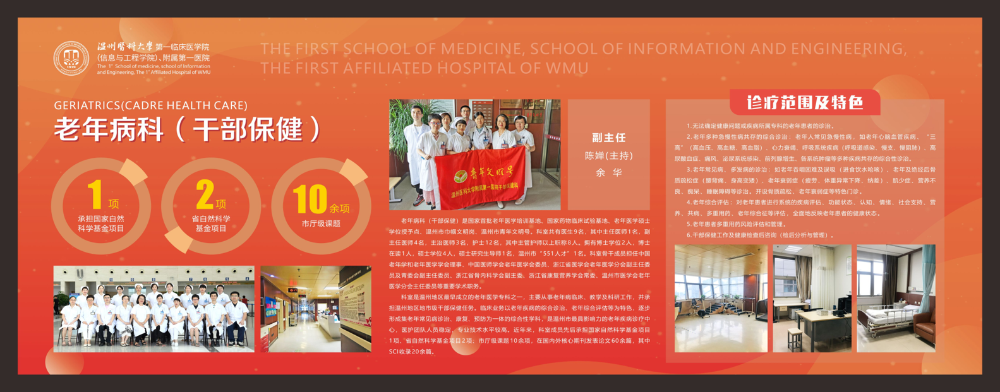 温州醫科大學 第一临床医学院
(信息与工程学院)、附属第一医院
The 1st School of medicine, school of Information
and Engineering, The 1st Affiliated Hospital of WMU
THE FIRST SCHOOL OF MEDICINE, SCHOOL OF INFORMATION AND ENGINEERING,
THE FIRST AFFILIATED HOSPITAL OF WMU
GERIATRICS(CADRE HEALTH CARE)
老年病科（干部保健）
1项
承担国家自然
科学基金项目
2项
省自然科学
基金项目
10余项
市厅级课题
青年文明号
温州医科大学附属第一医院干部保健科
副主任
陈婵(主持)
余 华
老年病科（干部保健）是国家首批老年医学培训基地、国家药物临床试验基地、老年医学硕士
学位授予点、温州市巾帼文明岗、温州市青年文明号。科室共有医生9名，其中主任医师1名，副
主任医师4名，主治医师3名，护士12名，其中主管护师以上职称8人。拥有博士学位2人，博士
在读1人，硕士学位4人，硕士研究生导师1名，温州市“551人才”1名。科室骨干成员担任中国
老年学和老年医学学会理事、中国医师学会老年医学会委员、浙江省医学会老年医学分会副主任委
员及青委会副主任委员、浙江省骨内科学会副主委、浙江省康复营养学会常委、温州市医学会老年
医学分会主任委员等重要学术职务。
科室是温州地区最早成立的老年医学专科之一，主要从事老年病临床、教学及科研工作，并承
担温州地区地市级干部保健任务。临床业务以老年疾病的综合诊治、老年综合评估等为特色，逐步
形成集老年常见病诊治、康复、预防为一体的综合性学科，是温州市最具影响力的老年疾病诊疗中
心，医护团队人员稳定，专业技术水平较高。近年来，科室成员先后承担国家自然科学基金项目
1项、省自然科学基金项目2项；市厅级课题10余项，在国内外核心期刊发表论文60余篇，其中
SCI收录20余篇。
诊疗范围及特色
1.无法确定健康问题或疾病所属专科的老年患者的诊治。
2.老年多种急慢性病共存的综合诊治：老年人常见急慢性病，如老年心脑血管疾病、“三
高”（高血压、高血糖、高血脂）、心力衰竭、呼吸系统疾病（呼吸道感染、慢支、慢阻肺）、高
尿酸血症、痛风、泌尿系统感染、前列腺增生、各系统肿瘤等多种疾病共存的综合性诊治。
3.老年常见病、多发病的诊治：如老年吞咽困难及误吸（进食饮水呛咳）、老年及绝经后骨
质疏松症（腰背痛、身高变矮）、老年衰弱症（疲劳、体重异常下降、纳差）、肌少症、营养不
良、痴呆、睡眠障碍等诊治。开设骨质疏松、老年衰弱症等特色门诊。
4.老年综合评估：对老年患者进行系统的疾病评估、功能状态、认知、情绪、社会支持、营
养、共病、多重用药、老年综合征等评估，全面地反映老年患者的健康状态。
5.老年患者多重用药风险评估和管理。
6.干部保健工作及健康检查后咨询（检后分析与管理）。